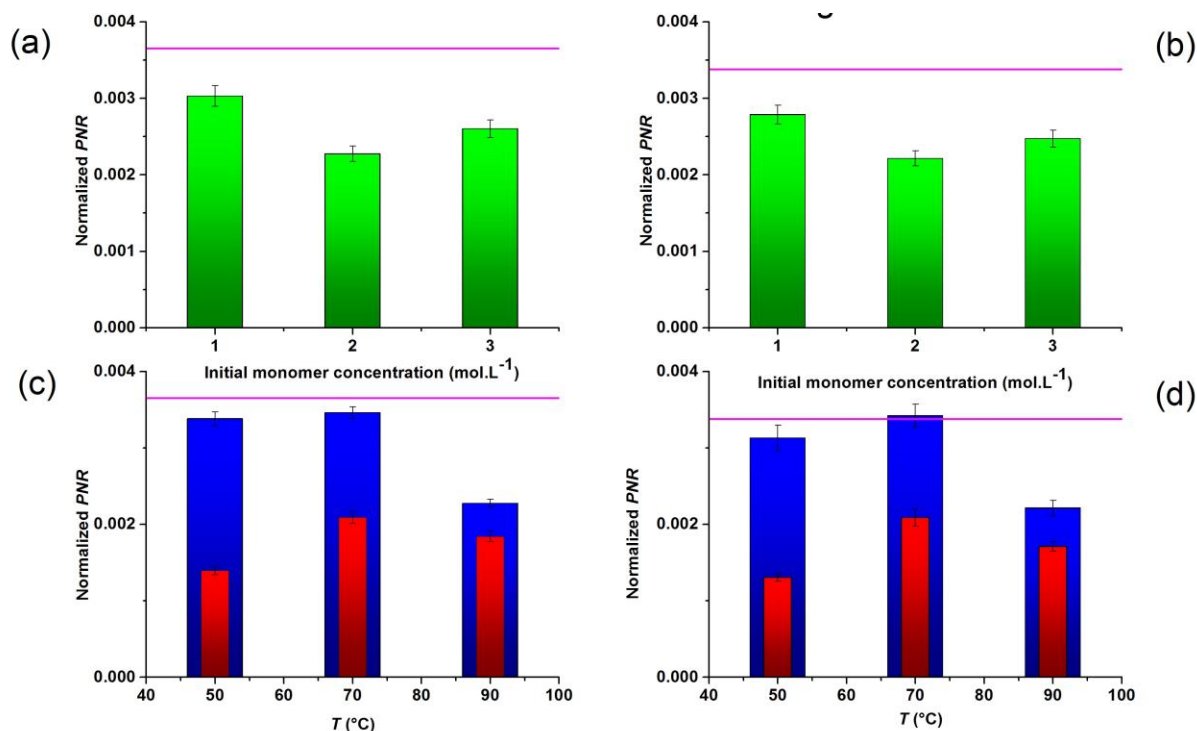 (a)
0.004
0.003
0.002
0.001
0.000
Normalized PNR
1 2 3
Initial monomer concentration (mol.L-1)
(b)
0.004
0.003
0.002
0.001
0.000
Normalized PNR
1 2 3
Initial monomer concentration (mol.L-1)
(c)
0.004
0.002
0.000
Normalized PNR
40 50 60 70 80 90 100
T (°C)
(d)
0.004
0.002
0.000
Normalized PNR
40 50 60 70 80 90 100
T (°C)